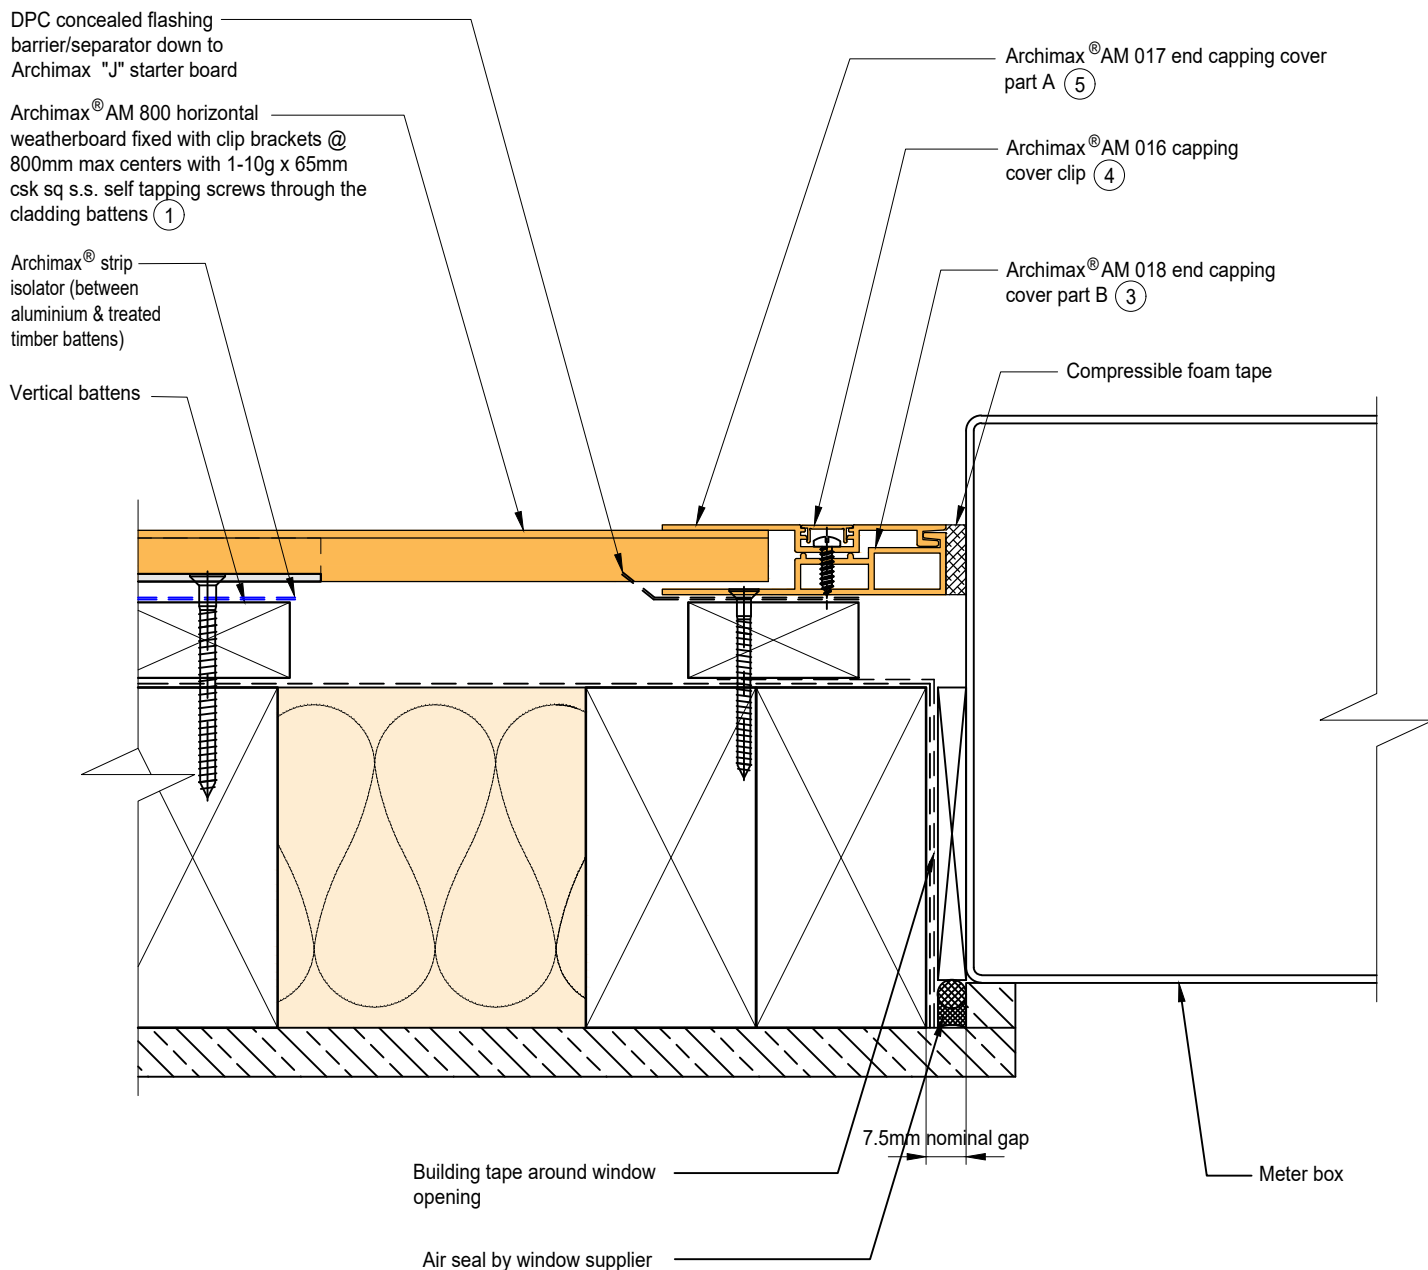 DPC concealed flashing
barrier/separator down to
Archimax "J" starter board
Archimax® AM 800 horizontal
weatherboard fixed with clip brackets @
800mm max centers with 1-10g x 65mm
csk sq s.s. self tapping screws through the
cladding battens 1
Archimax® strip
isolator (between
aluminium & treated
timber battens)
Vertical battens
Archimax® AM 017 end capping cover
part A 5
Archimax® AM 016 capping
cover clip 4
Archimax® AM 018 end capping
cover part B 3
Compressible foam tape
7.5mm nominal gap
Building tape around window
opening
Meter box
Air seal by window supplier